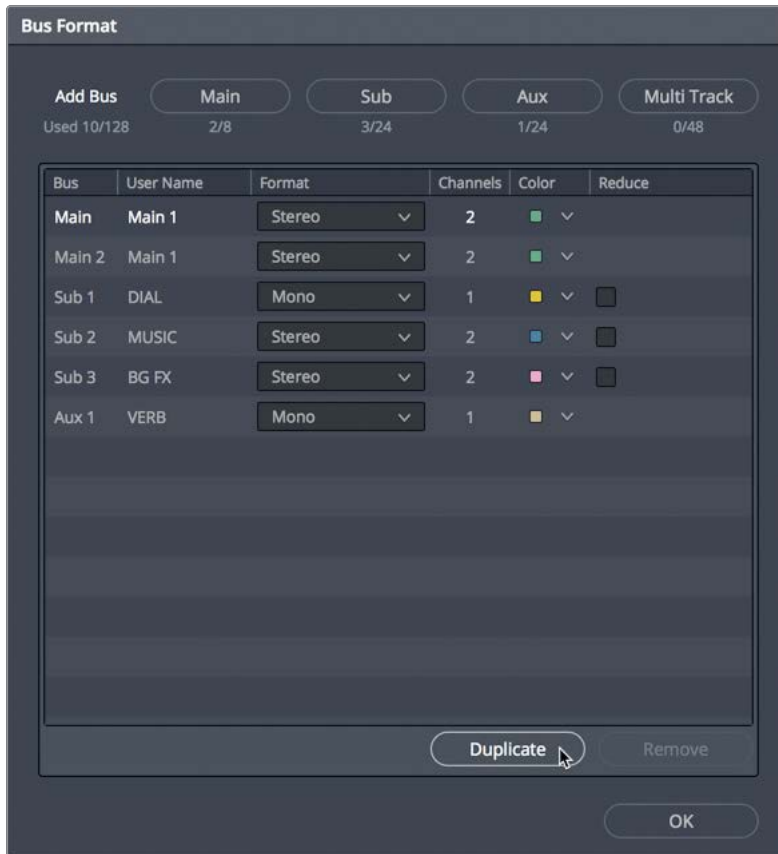 Bus Format
Add Bus Main Sub Aux Multi Track
Used 10/128 2/8 3/24 1/24 0/48
Bus User Name Format Channels Color Reduce
Main Main 1 Stereo 2
Main 2 Main 1 Stereo 2
Sub 1 DIAL Mono 1
Sub 2 MUSIC Stereo 2
Sub 3 BG FX Stereo 2
Aux 1 VERB Mono 1
Duplicate Remove
OK